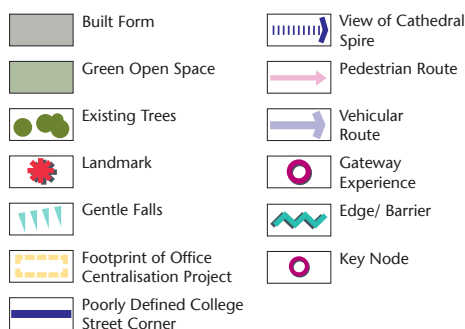 Built Form
Green Open Space
Existing Trees
Landmark
Gentle Falls
Footprint of Office
Centralisation Project
Poorly Defined College
Street Corner
View of Cathedral
Spire
Pedestrian Route
Vehicular
Route
Gateway
Experience
Edge/ Barrier
Key Node